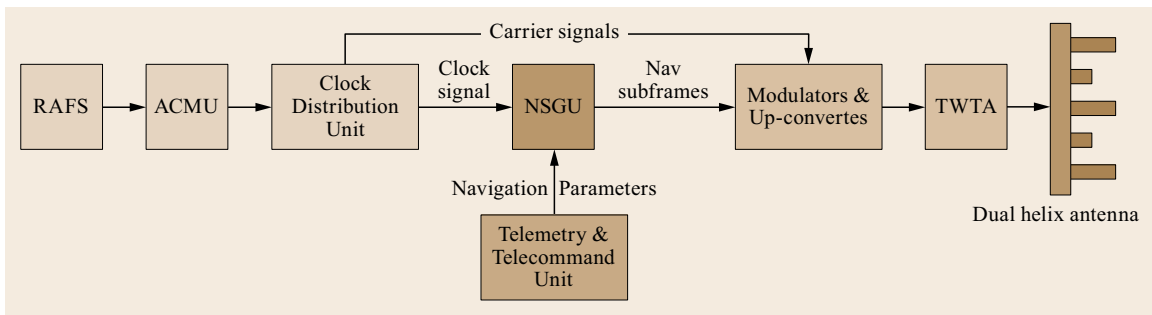 Carrier signals
RAFS
ACMU
Clock
Distribution
Unit
Clock
signal
NSGU
Nav
subframes
Modulators &
Up-convertes
TWTA
Navigation Parameters
Dual helix antenna
Telemetry &
Telecommand
Unit